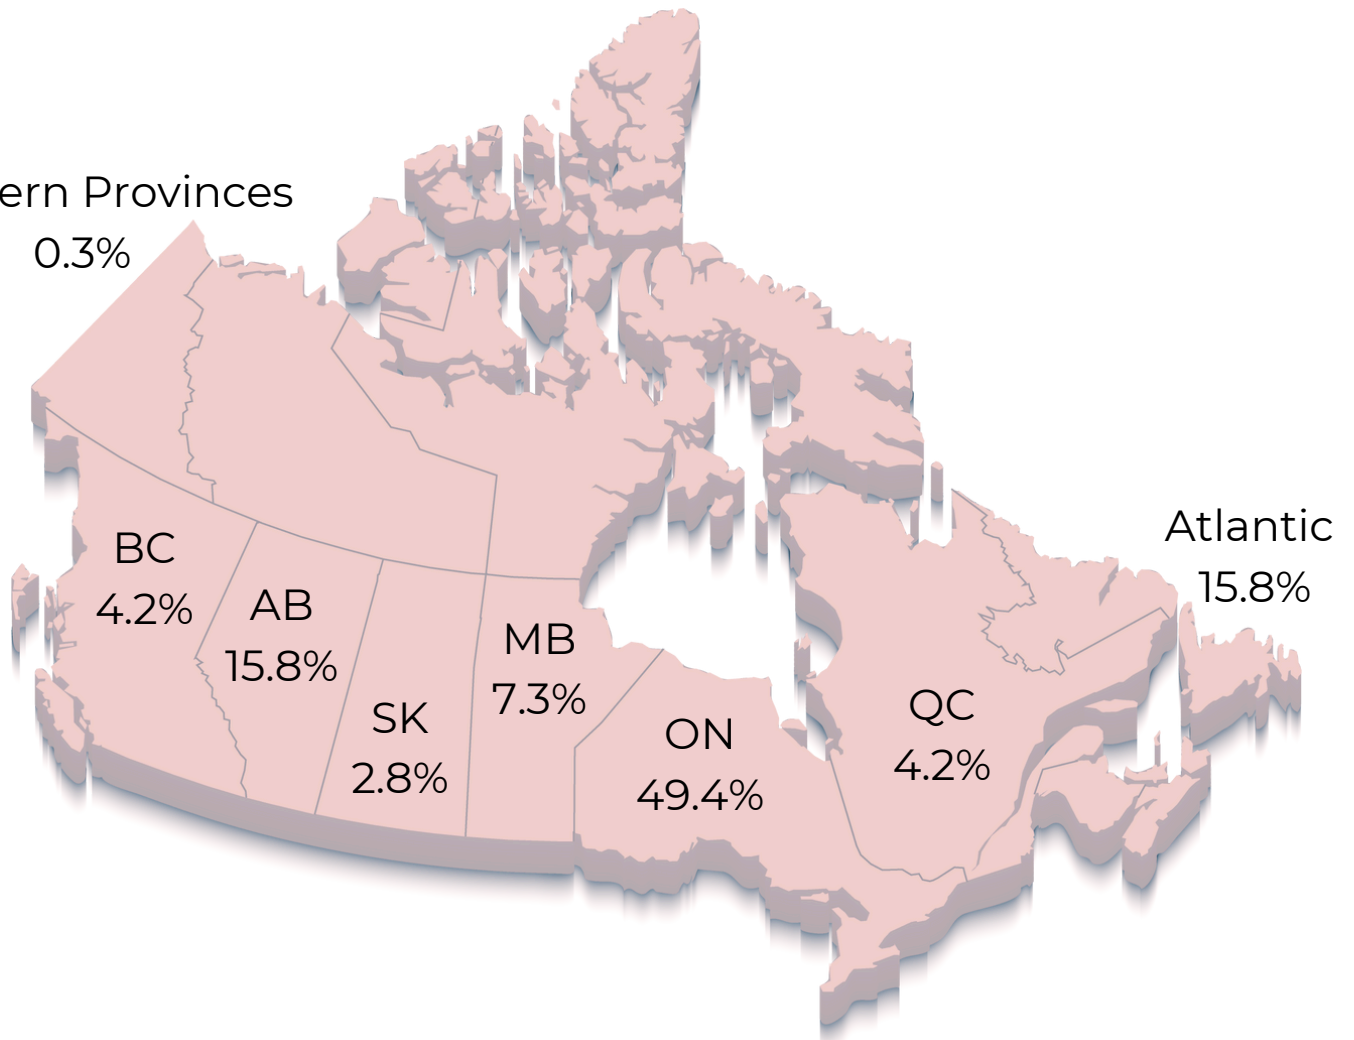 ern Provinces
0.3%
Atlantic
15.8%
BC
4.2%
AB
15.8%
MB
7.3%
SK
2.8%
ON
49.4%
QC
4.2%